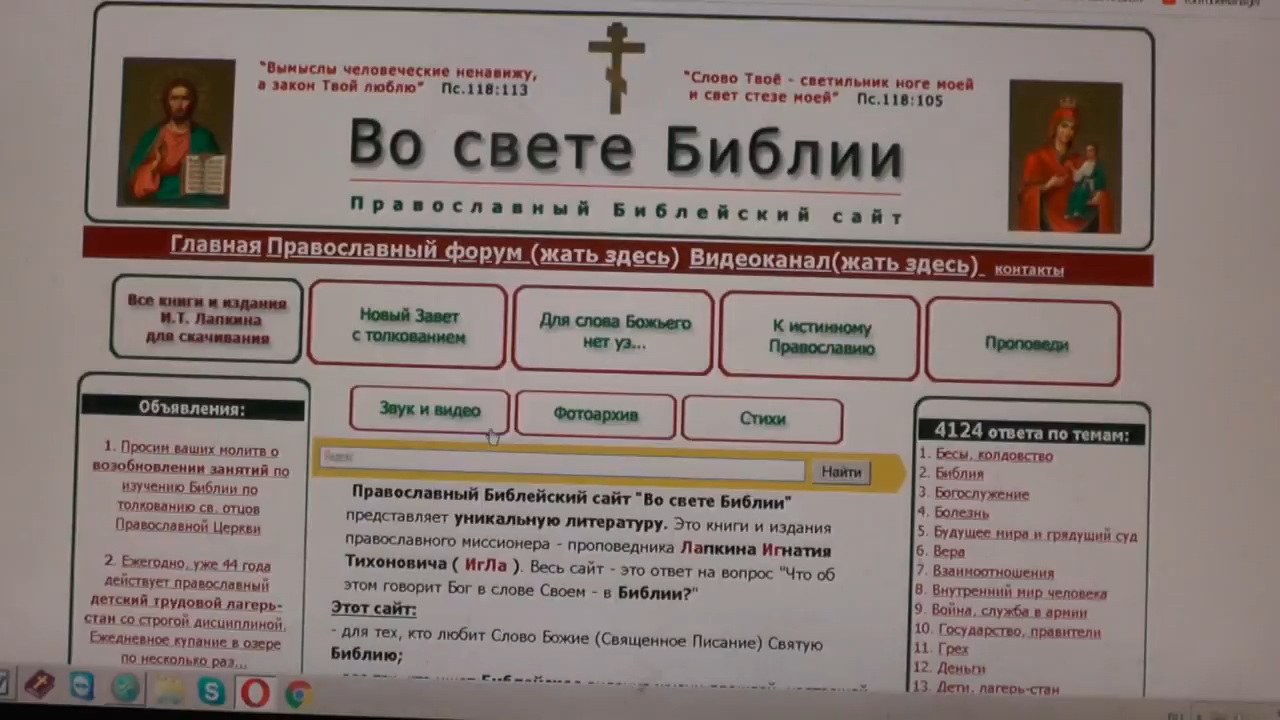 "Вымыслы человеческие ненавижу,
а закон Твой люблю" Пс.118:113
"Слово Твоё - светильник ноге моей
и свет стезе моей" Пс.118:105
Во свете Библии
Православный Библейский сайт
Главная Православный форум (жать здесь) Видеоканал(жать здесь) контакты
Все книги и издания
И.Т. Лапкина
для скачивания
Новый Завет
с толкованием
Для слова Божьего
нет уз...
К истинному
Православию
Проповеди
Звук и видео
Фотоархив
Стихи
Объявления:
1. Просим ваших молитв о
возобновлении занятий по
изучению Библии по
толкованию св. отцов
Православной Церкви
2. Ежегодно, уже 44 года
действует православный
детский трудовой лагерь-
стан со строгой дисциплиной.
Ежедневное купание в озере
по несколько раз...
Яндекс
Найти
Православный Библейский сайт "Во свете Библии"
представляет уникальную литературу. Это книги и издания
православного миссионера - проповедника Лапкина Игнатия
Тихоновича ( ИгЛа ). Весь сайт - это ответ на вопрос "Что об
этом говорит Бог в слове Своем - в Библии?"
Этот сайт:
- для тех, кто любит Слово Божие (Священное Писание) Святую
Библию;
4124 ответа по темам:
1. Бесы, колдовство
2. Библия
3. Богослужение
4. Болезнь
5. Будущее мира и грядущий суд
6. Вера
7. Взаимоотношения
8. Внутренний мир человека
9. Война, служба в армии
10. Государство, правители
11. Грех
12. Деньги
13. Дети, лагерь-стан